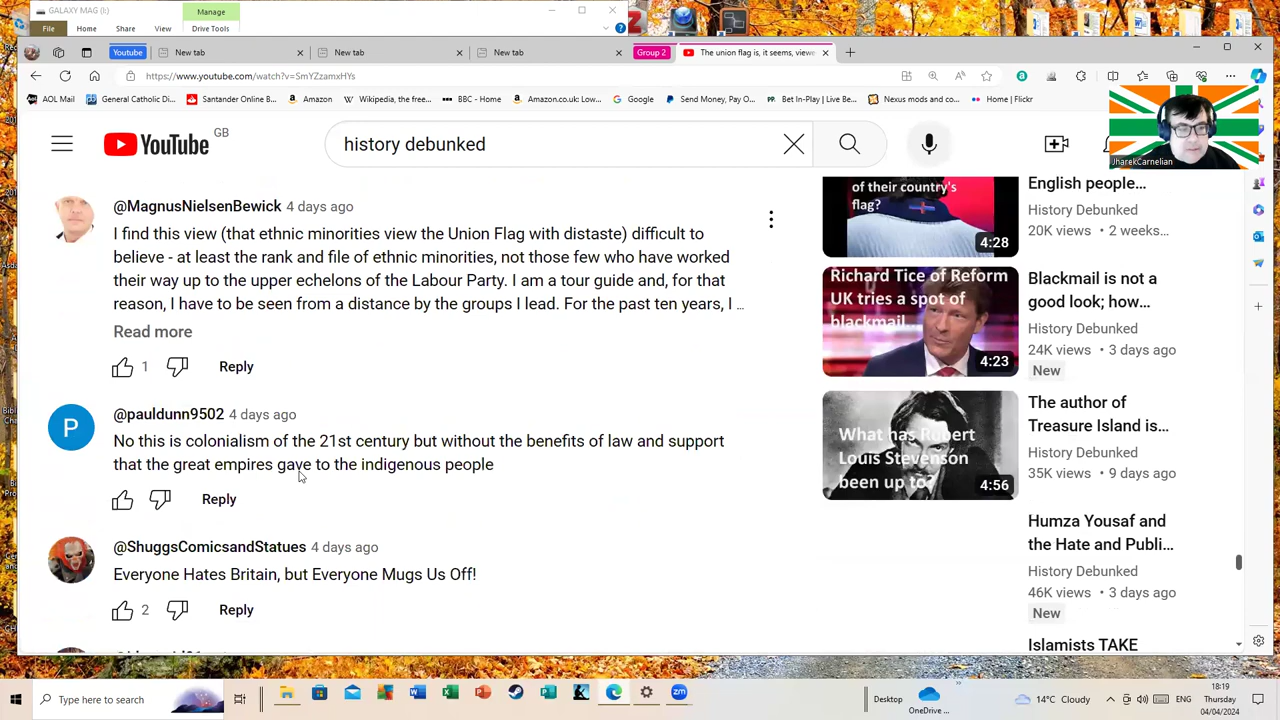 GALAXY MAG (I:)
Manage
File
Home
Share
View
Drive Tools
Youtube
New tab
New tab
New tab
Group 2
The union flag is, it seems, viewe
https://www.youtube.com/watch?v=SmYZzamxHYs
AOL Mail
General Catholic Di...
Santander Online B...
Amazon
Wikipedia, the free...
BBC - Home
Amazon.co.uk: Low...
Google
Send Money, Pay O...
Bet In-Play | Live Be...
Nexus mods and co...
Home | Flickr
JharekCarnelian
YouTube
GB
history debunked
@MagnusNielsenBewick 4 days ago
I find this view (that ethnic minorities view the Union Flag with distaste) difficult to
believe - at least the rank and file of ethnic minorities, not those few who have worked
their way up to the upper echelons of the Labour Party. I am a tour guide and, for that
reason, I have to be seen from a distance by the groups I lead. For the past ten years, I ...
Read more
1
Reply
P
@pauldunn9502 4 days ago
No this is colonialism of the 21st century but without the benefits of law and support
that the great empires gave to the indigenous people
Reply
@ShuggsComicsandStatues 4 days ago
Everyone Hates Britain, but Everyone Mugs Us Off!
2
Reply
of their country's
flag?
4:28
English people...
History Debunked
20K views • 2 weeks...
Richard Tice of Reform
UK tries a spot of
blackmail...
4:23
Blackmail is not a
good look; how...
History Debunked
24K views • 3 days ago
New
What has Robert
Louis Stevenson
been up to?
4:56
The author of
Treasure Island is...
History Debunked
35K views • 9 days ago
Humza Yousaf and
the Hate and Publi...
History Debunked
46K views • 3 days ago
New
Islamists TAKE
Type here to search
Desktop
OneDrive ...
14°C Cloudy
ENG
18:19
Thursday
04/04/2024